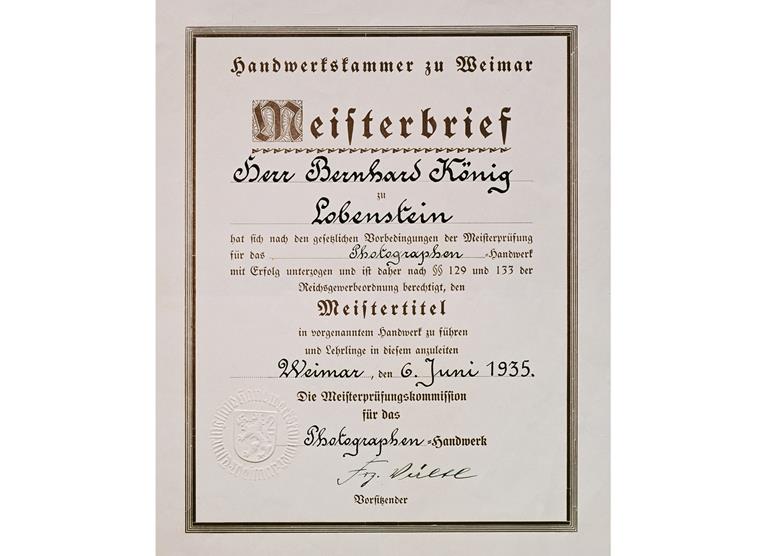 Handwerkskammer zu Weimar
Meisterbrief
Herr Bernhard König
zu
Lobenstein
hat sich nach den gesetzlichen Vorbedingungen der Meisterprüfung
für das Photographen -Handwerk
mit Erfolg unterzogen und ist daher nach §§ 129 und 133 der
Reichsgewerbeordnung berechtigt, den
Meistertitel
in vorgenanntem Handwerk zu führen
und Lehrlinge in diesem anzuleiten
Weimar, den 6. Juni 1935.
Die Meisterprüfungskommission
für das
Photographen-Handwerk
Vorsitzender